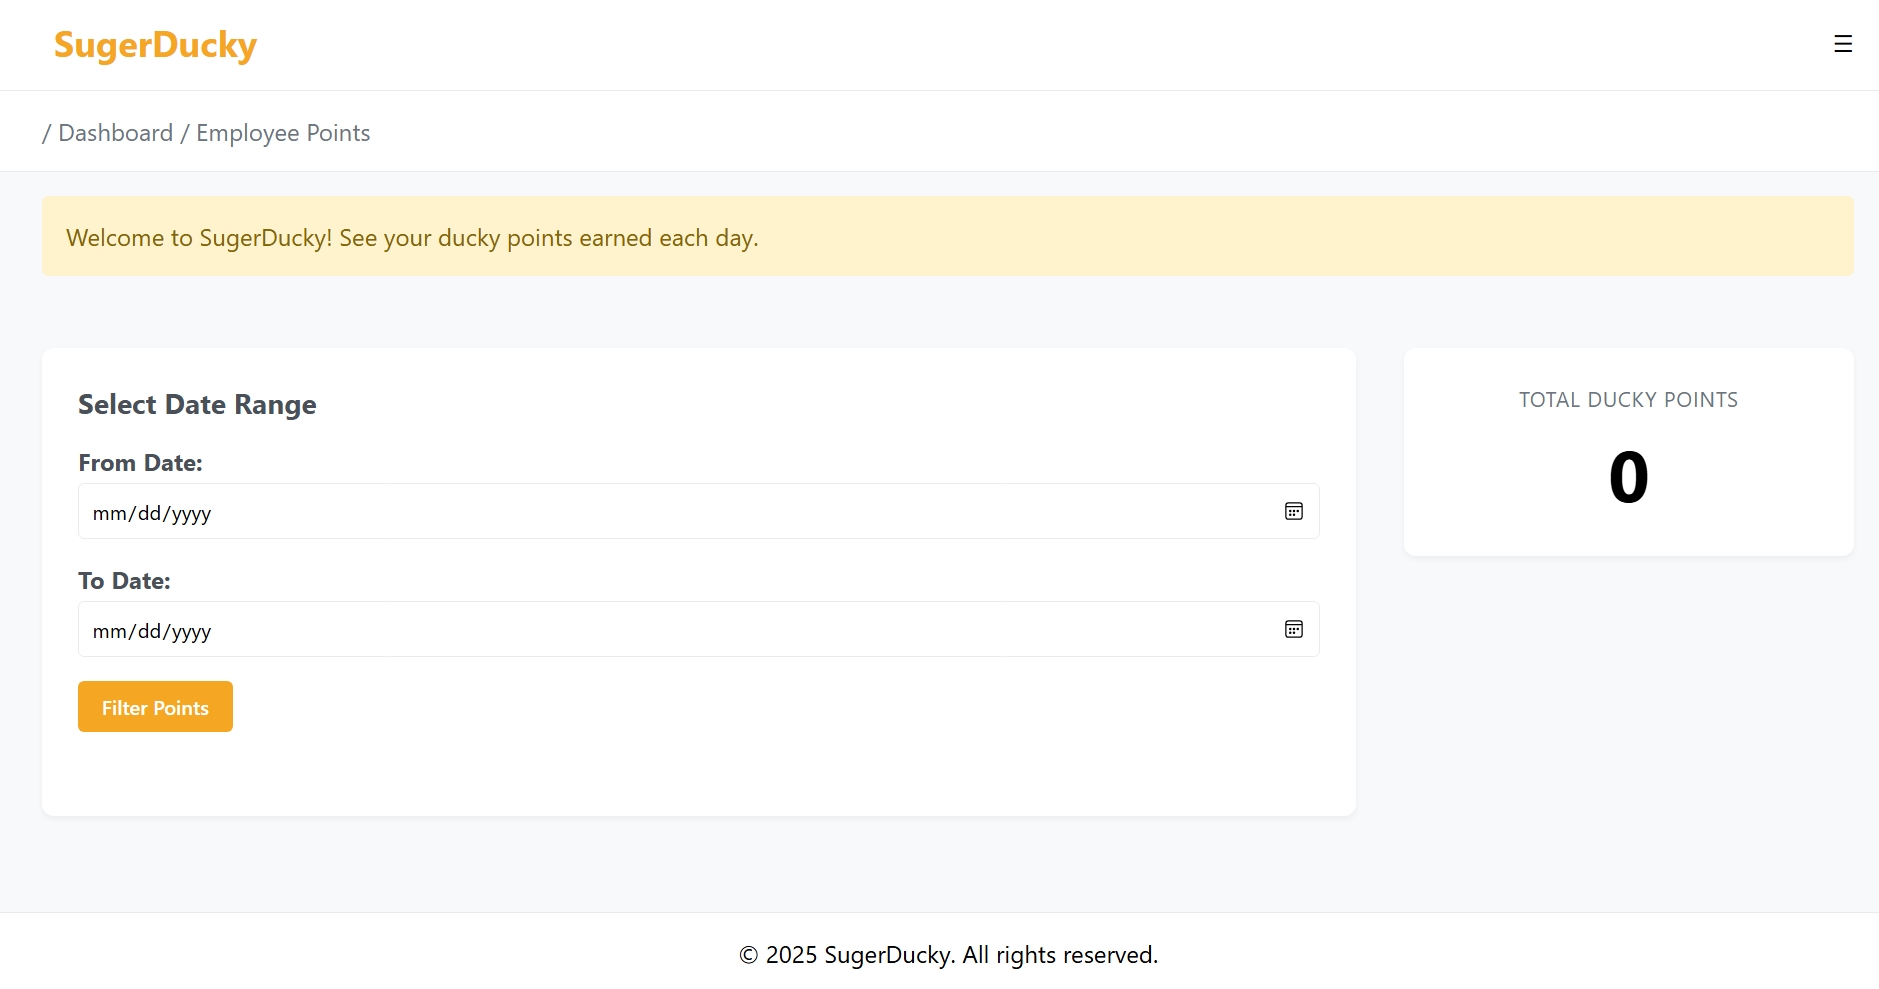 SugerDucky
/ Dashboard / Employee Points
Welcome to SugerDucky! See your ducky points earned each day.
Select Date Range
From Date:
mm/dd/yyyy
To Date:
mm/dd/yyyy
Filter Points
TOTAL DUCKY POINTS
0
© 2025 SugerDucky. All rights reserved.